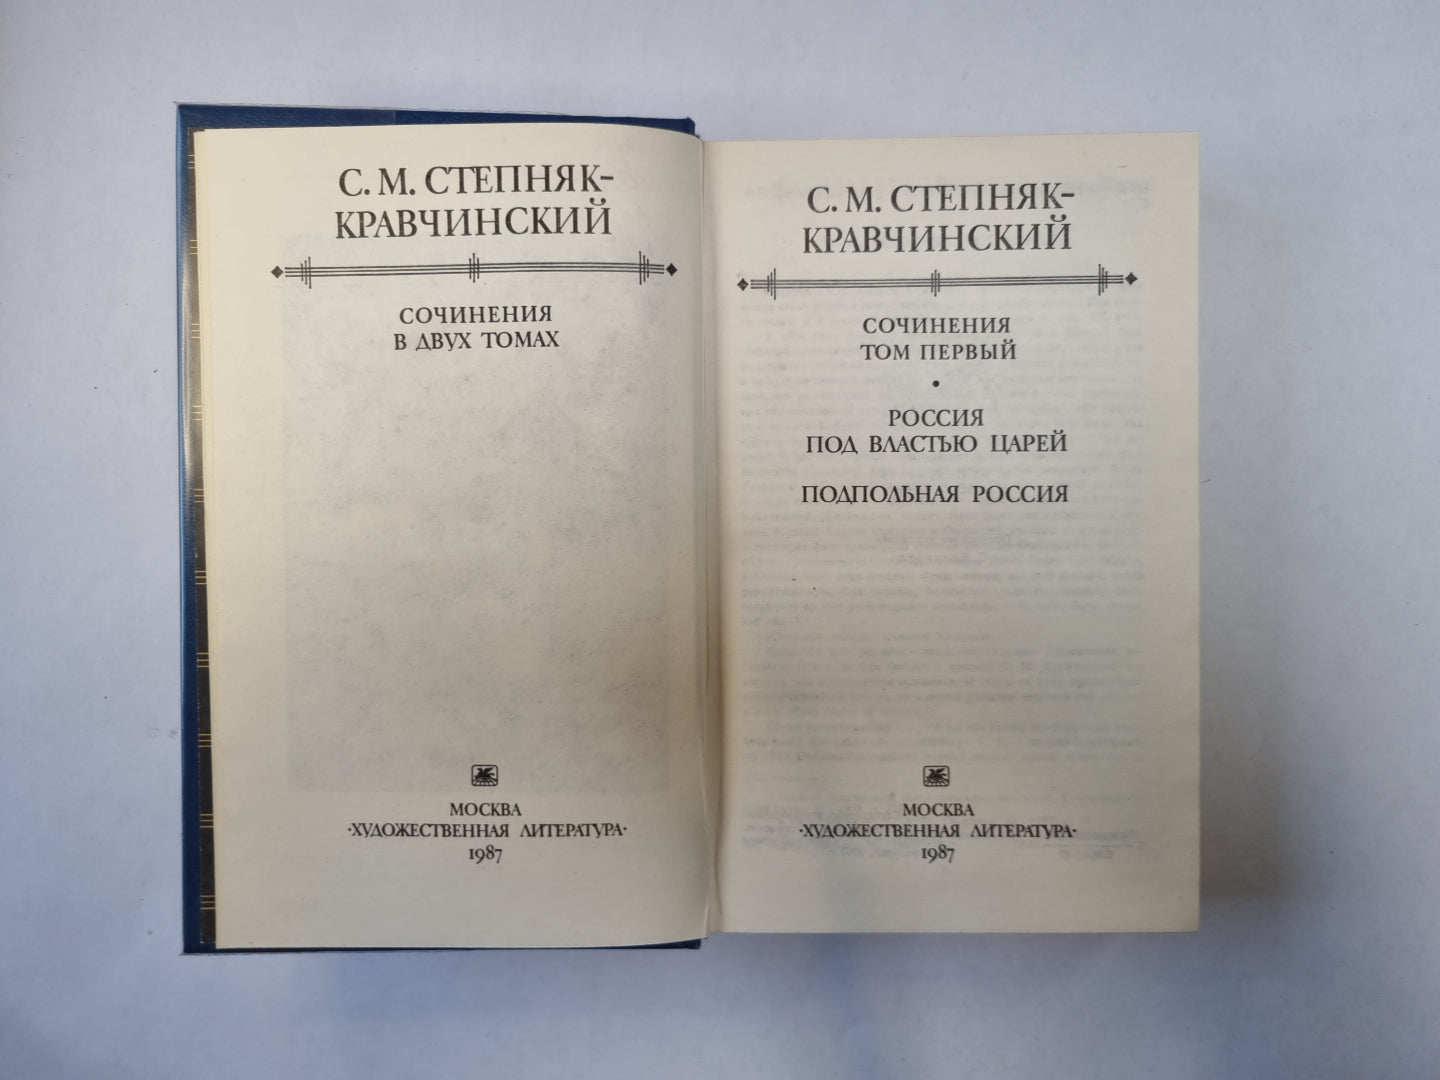 С. М. СТЕПНЯК-
КРАВЧИНСКИЙ
СОЧИНЕНИЯ
В ДВУХ ТОМАХ
МОСКВА
·ХУДОЖЕСТВЕННАЯ ЛИТЕРАТУРА·
1987
С. М. СТЕПНЯК-
КРАВЧИНСКИЙ
СОЧИНЕНИЯ
ТОМ ПЕРВЫЙ
•
РОССИЯ
ПОД ВЛАСТЬЮ ЦАРЕЙ
ПОДПОЛЬНАЯ РОССИЯ
МОСКВА
·ХУДОЖЕСТВЕННАЯ ЛИТЕРАТУРА·
1987